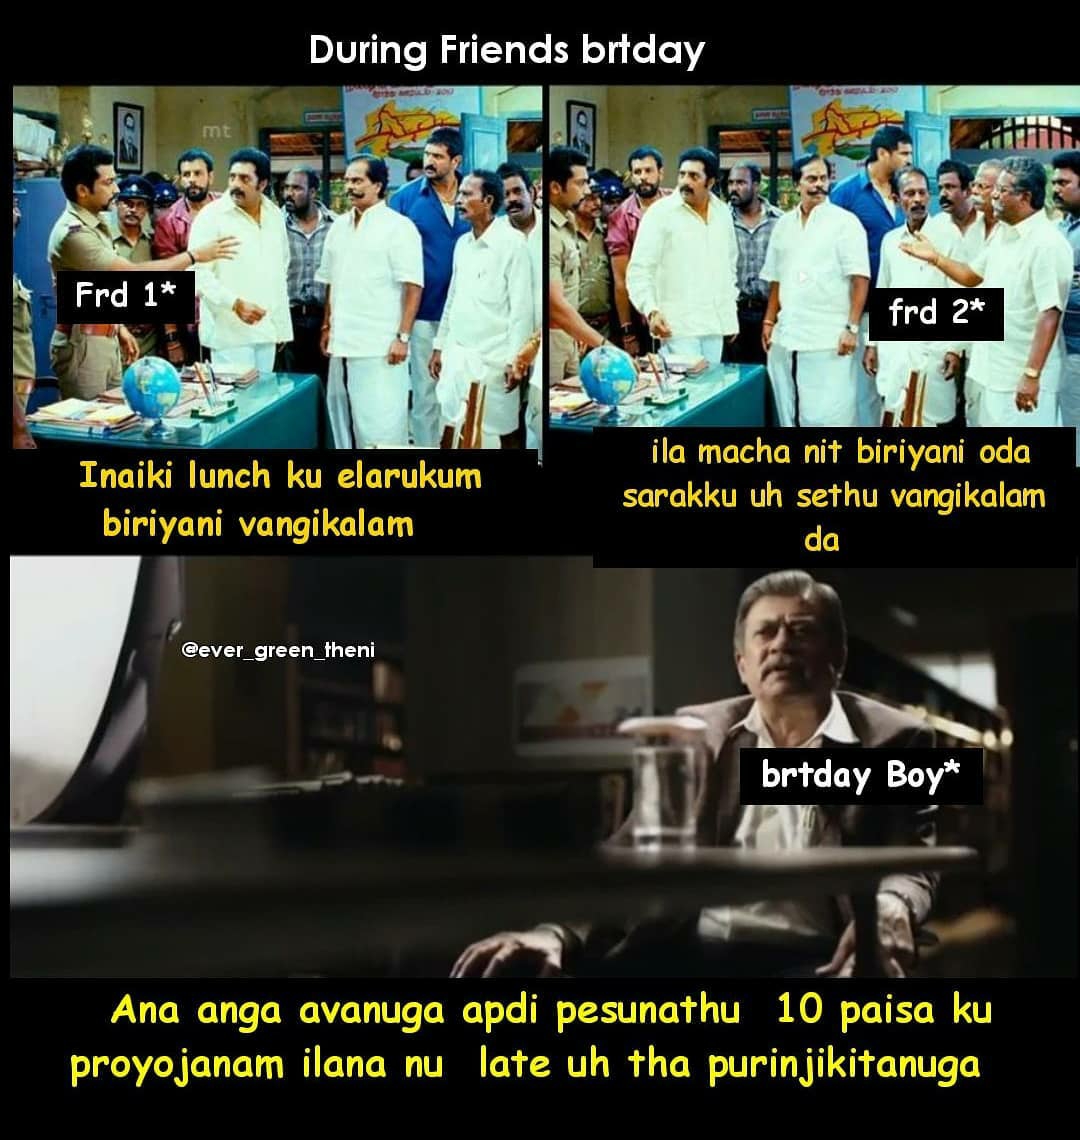 During Friends brtday
mt
Frd 1*
frd 2*
Inaiki lunch ku elarukum
biriyani vangikalam
ila macha nit biriyani oda
sarakku uh sethu vangikalam
da
@ever_green_theni
brtday Boy*
Ana anga avanuga apdi pesunathu 10 paisa ku
proyojanam ilana nu late uh tha purinjikitanuga